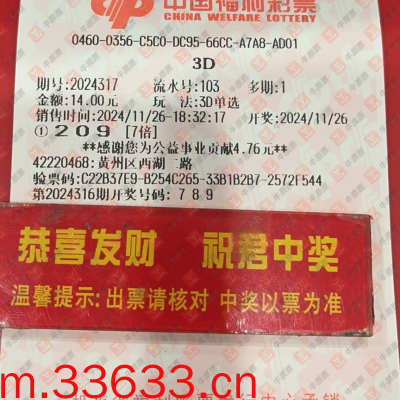 中国福利彩票
CHINA WELFARE LOTTERY
0460-0356-C5C0-DC95-66CC-A7A8-AD01
3D
期号:2024317 流水号:103 多期:1
金额:14.00元 玩 法:3D单选
销售时间:2024/11/26-18:32:17 开奖:2024/11/26
① 2 0 9 [7倍]
**感谢您为公益事业贡献4.76元**
42220468:黄州区西湖二路
验票码:C22B37E9-B254C265-33B1B2B7-2572F544
第2024316期开奖号码: 7 8 9
恭喜发财 祝君中奖
温馨提示:出票请核对 中奖以票为准
m.33633.cn